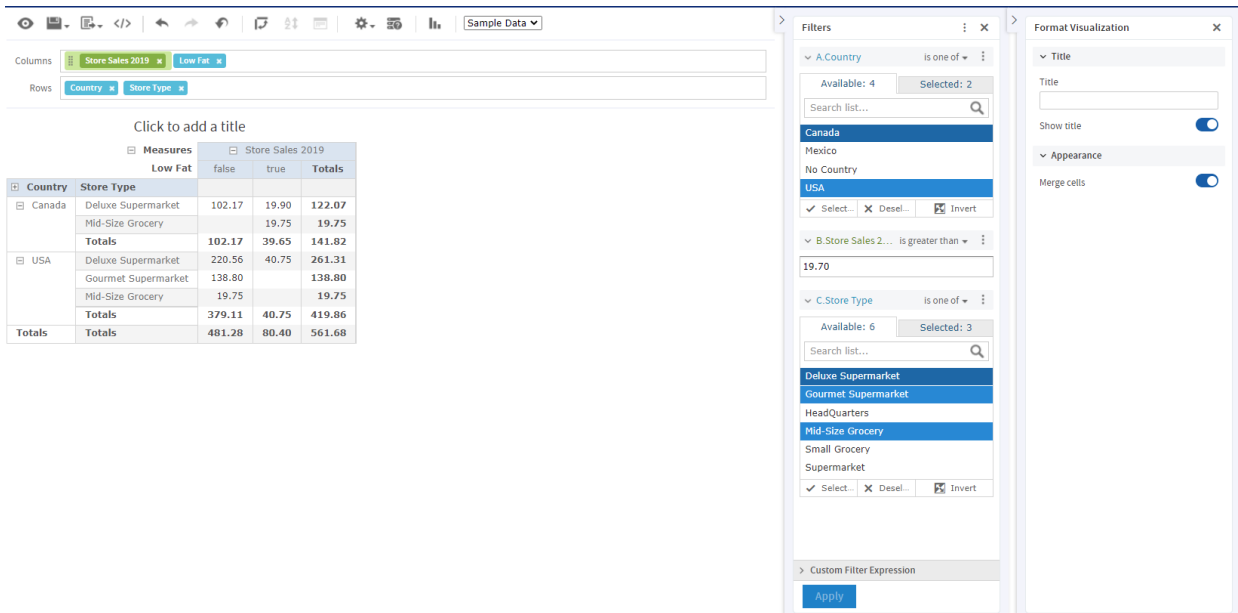 Sample Data
Columns Store Sales 2019 x Low Fat x
Rows Country x Store Type x
Click to add a title
Measures Store Sales 2019
Low Fat false true Totals
Country Store Type
Canada Deluxe Supermarket 102.17 19.90 122.07
Mid-Size Grocery 19.75 19.75
Totals 102.17 39.65 141.82
USA Deluxe Supermarket 220.56 40.75 261.31
Gourmet Supermarket 138.80 138.80
Mid-Size Grocery 19.75 19.75
Totals 379.11 40.75 419.86
Totals Totals 481.28 80.40 561.68
Filters
A.Country is one of
Available: 4 Selected: 2
Search list...
Canada
Mexico
No Country
USA
Select... Desel... Invert
B.Store Sales 2... is greater than
19.70
C.Store Type is one of
Available: 6 Selected: 3
Search list...
Deluxe Supermarket
Gourmet Supermarket
HeadQuarters
Mid-Size Grocery
Small Grocery
Supermarket
Select... Desel... Invert
Custom Filter Expression
Apply
Format Visualization
Title
Title
Show title
Appearance
Merge cells